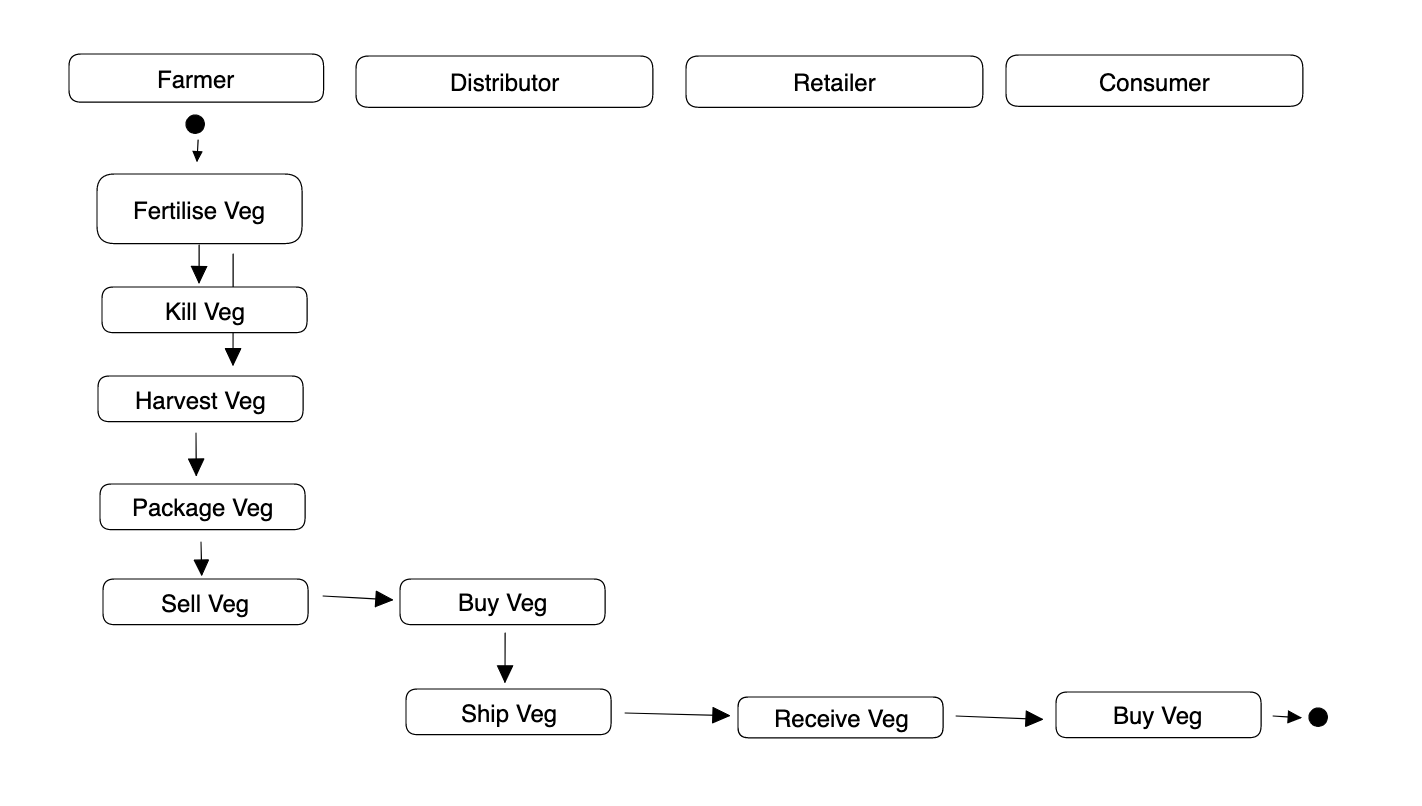 Farmer
Distributor
Retailer
Consumer
Fertilise Veg
Kill Veg
Harvest Veg
Package Veg
Sell Veg
Buy Veg
Ship Veg
Receive Veg
Buy Veg